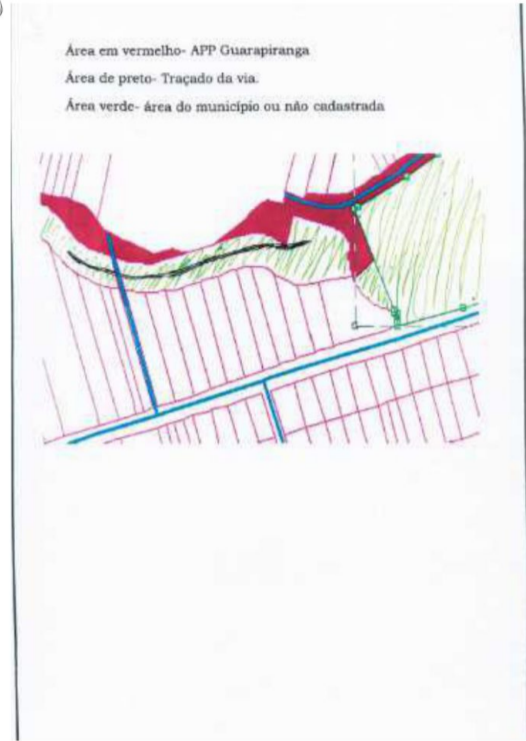 Área em vermelho- APP Guarapiranga
Área de preto- Traçado da via.
Área verde- área do município ou não cadastrada